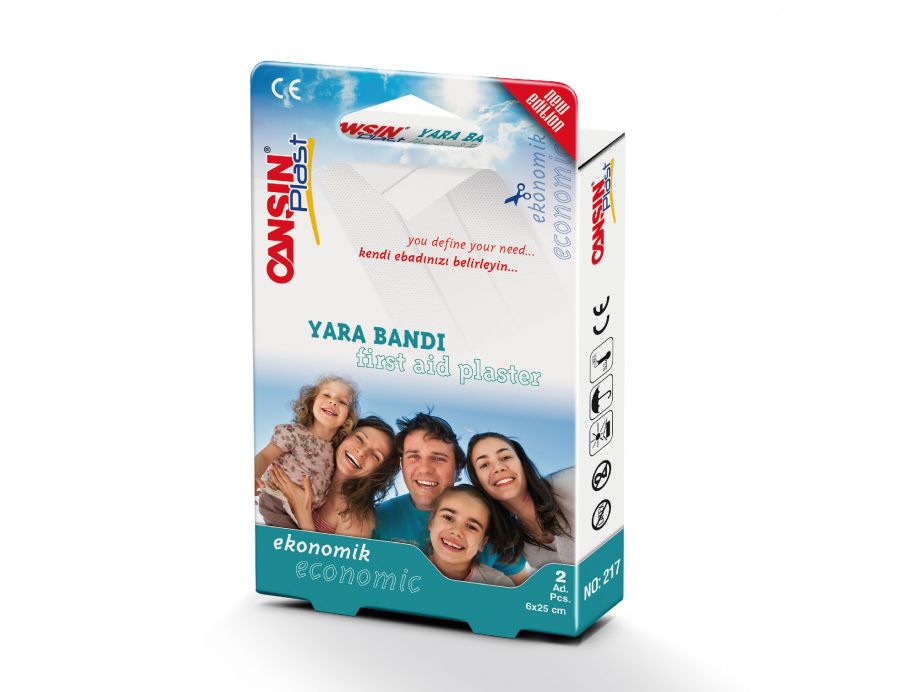 CE
new
edition
CANSIN®
Plast
YARA BA
ekonomik
economic
you define your need...
kendi ebadınızı belirleyin...
YARA BANDI
first aid plaster
ekonomik
economic
2
Ad.
Pcs.
6x25 cm
CANSIN®
Plast
CE
NO: 217